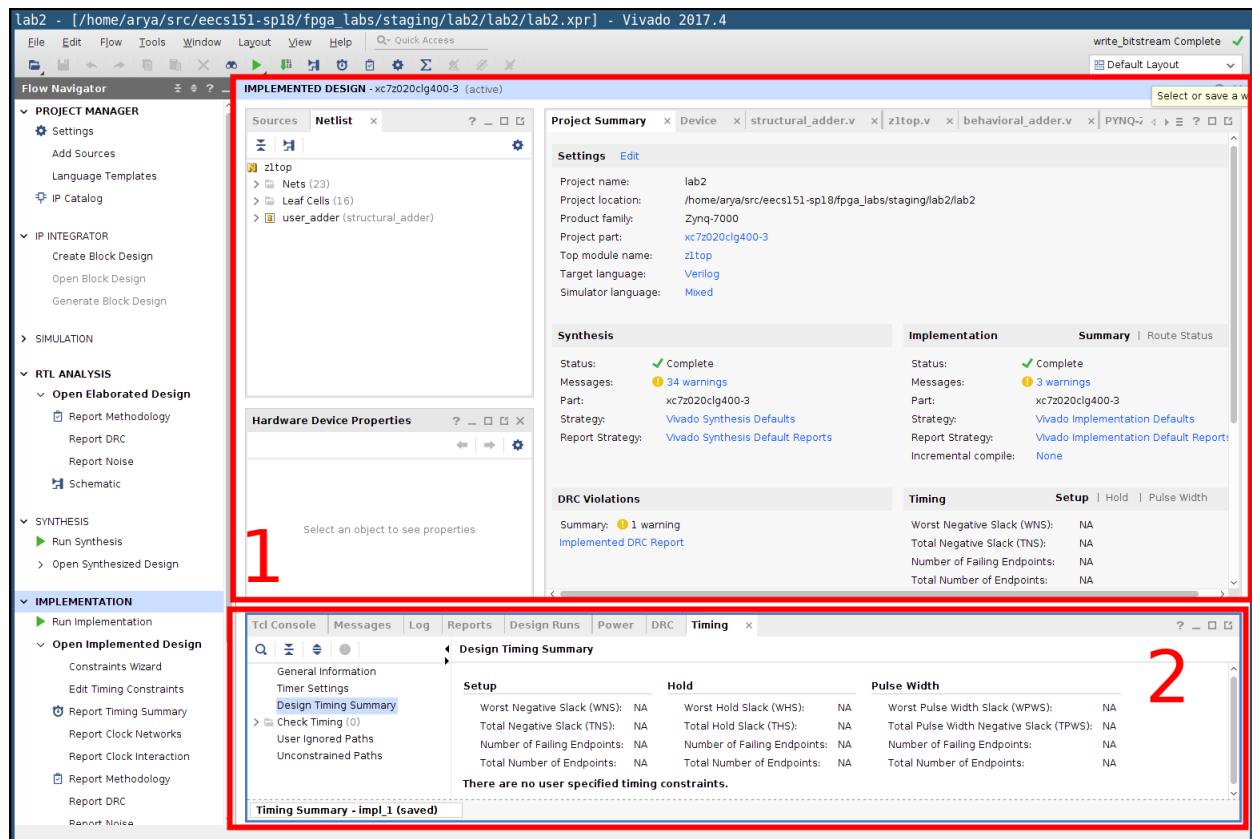 lab2 - [/home/arya/src/eecs151-sp18/fpga_labs/staging/lab2/lab2/lab2.xpr] - Vivado 2017.4
File Edit Flow Tools Window Layout View Help Quick Access
write_bitstream Complete
Default Layout
Flow Navigator
PROJECT MANAGER
Settings
Add Sources
Language Templates
IP Catalog
IP INTEGRATOR
Create Block Design
Open Block Design
Generate Block Design
SIMULATION
RTL ANALYSIS
Open Elaborated Design
Report Methodology
Report DRC
Report Noise
Schematic
SYNTHESIS
Run Synthesis
Open Synthesized Design
IMPLEMENTATION
Run Implementation
Open Implemented Design
Constraints Wizard
Edit Timing Constraints
Report Timing Summary
Report Clock Networks
Report Clock Interaction
Report Methodology
Report DRC
Report Noise
IMPLEMENTED DESIGN - xc7z020clg400-3 (active)
Select or save a w
Sources Netlist
z1top
Nets (23)
Leaf Cells (16)
user_adder (structural_adder)
Hardware Device Properties
Select an object to see properties
1
Project Summary Device structural_adder.v z1top.v behavioral_adder.v PYNQ-
Settings Edit
Project name: lab2
Project location: /home/arya/src/eecs151-sp18/fpga_labs/staging/lab2/lab2
Product family: Zynq-7000
Project part: xc7z020clg400-3
Top module name: z1top
Target language: Verilog
Simulator language: Mixed
Synthesis
Status: Complete
Messages: 34 warnings
Part: xc7z020clg400-3
Strategy: Vivado Synthesis Defaults
Report Strategy: Vivado Synthesis Default Reports
Implementation Summary | Route Status
Status: Complete
Messages: 3 warnings
Part: xc7z020clg400-3
Strategy: Vivado Implementation Defaults
Report Strategy: Vivado Implementation Default Reports
Incremental compile: None
DRC Violations
Summary: 1 warning
Implemented DRC Report
Timing Setup | Hold | Pulse Width
Worst Negative Slack (WNS): NA
Total Negative Slack (TNS): NA
Number of Failing Endpoints: NA
Total Number of Endpoints: NA
Tcl Console Messages Log Reports Design Runs Power DRC Timing
2
General Information
Timer Settings
Design Timing Summary
Check Timing (0)
User Ignored Paths
Unconstrained Paths
Design Timing Summary
Setup Hold Pulse Width
Worst Negative Slack (WNS): NA Worst Hold Slack (WHS): NA Worst Pulse Width Slack (WPWS): NA
Total Negative Slack (TNS): NA Total Hold Slack (THS): NA Total Pulse Width Negative Slack (TPWS): NA
Number of Failing Endpoints: NA Number of Failing Endpoints: NA Number of Failing Endpoints: NA
Total Number of Endpoints: NA Total Number of Endpoints: NA Total Number of Endpoints: NA
There are no user specified timing constraints.
Timing Summary - impl_1 (saved)